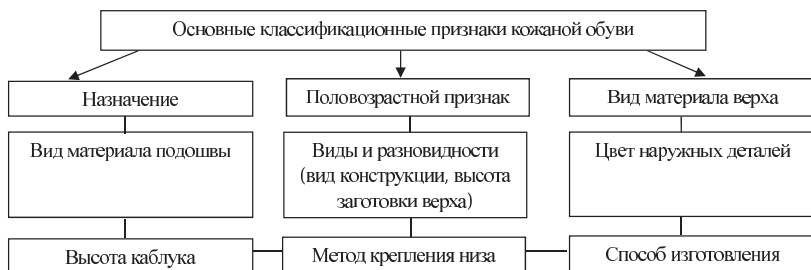 Основные классификационные признаки кожаной обуви
Назначение
Половозрастной признак
Вид материала верха
Вид материала подошвы
Виды и разновидности
(вид конструкции, высота
заготовки верха)
Цвет наружных деталей
Высота каблука
Метод крепления низа
Способ изготовления